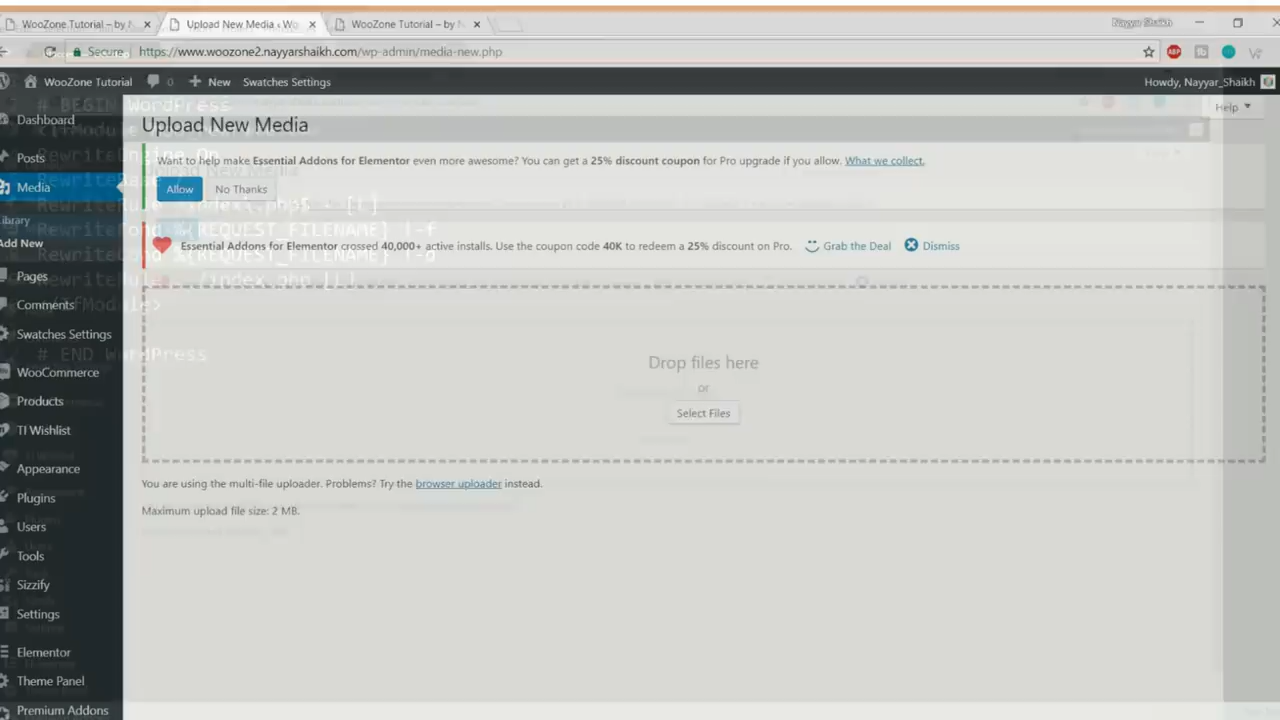 WooZone Tutorial – by N
Upload New Media ‹ Wo
WooZone Tutorial – by N
Nayyar Shaikh
Secure
https://www.woozone2.nayyarshaikh.com/wp-admin/media-new.php
ABP
WooZone Tutorial
0
New
Swatches Settings
Howdy, Nayyar_Shaikh
# BEGIN WordPress
Help
Dashboard
Upload New Media
Posts
Want to help make Essential Addons for Elementor even more awesome? You can get a 25% discount coupon for Pro upgrade if you allow. What we collect.
Media
Allow
No Thanks
Library
Add New
RewriteCond %{REQUEST_FILENAME} !-f
Essential Addons for Elementor crossed 40,000+ active installs. Use the coupon code 40K to redeem a 25% discount on Pro.
Grab the Deal
Dismiss
RewriteCond %{REQUEST_FILENAME} !-d
Pages
Comments
Swatches Settings
# END WordPress
Drop files here
WooCommerce
or
Products
Select Files
TI Wishlist
Appearance
You are using the multi-file uploader. Problems? Try the browser uploader instead.
Plugins
Maximum upload file size: 2 MB.
Users
Tools
Sizzify
Settings
Elementor
Theme Panel
Premium Addons